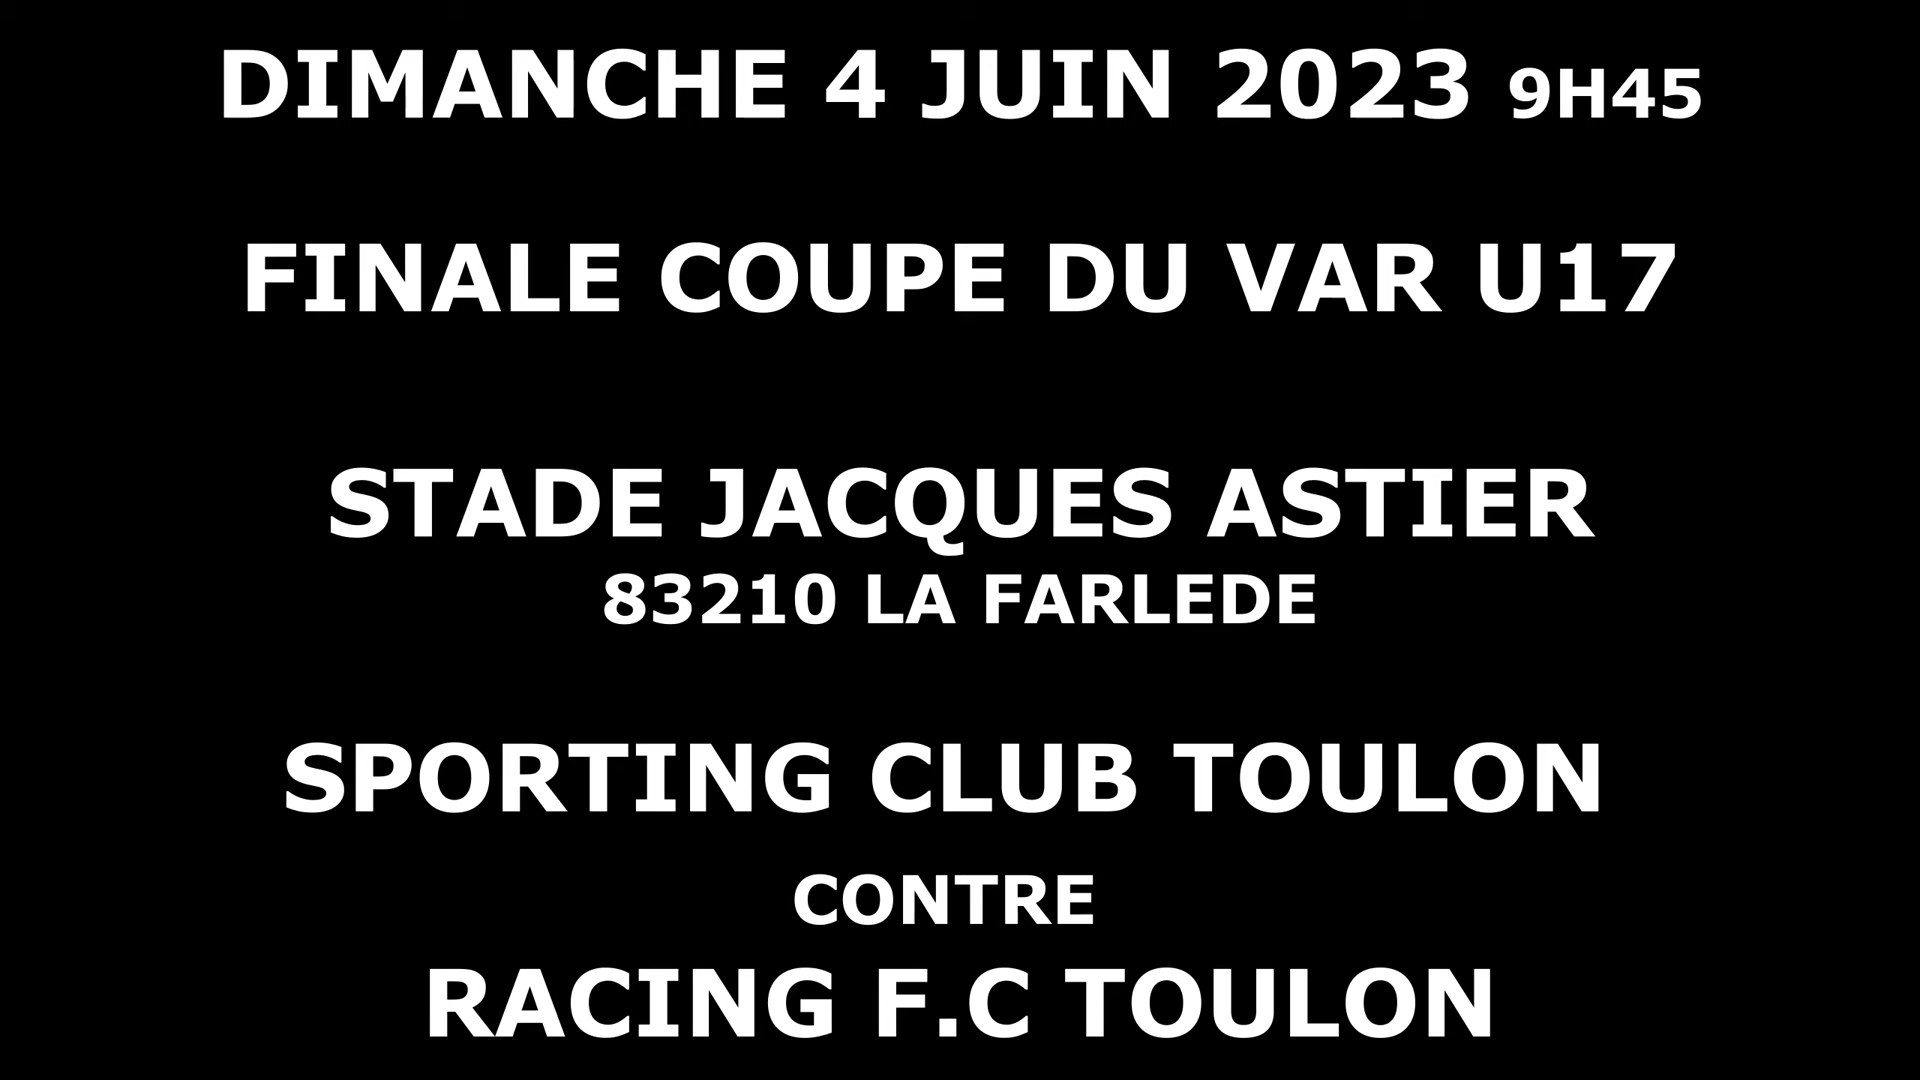 DIMANCHE 4 JUIN 2023 9H45
FINALE COUPE DU VAR U17
STADE JACQUES ASTIER
83210 LA FARLEDE
SPORTING CLUB TOULON
CONTRE
RACING F.C TOULON